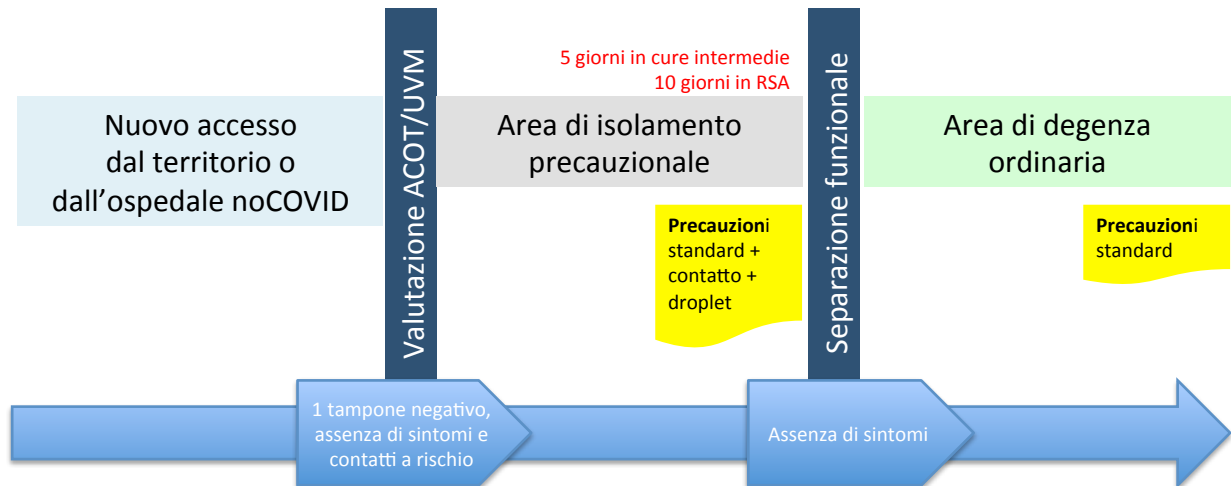 Nuovo accesso
dal territorio o
dall'ospedale noCOVID
Valutazione ACOT/UVM
5 giorni in cure intermedie
10 giorni in RSA
Area di isolamento
precauzionale
Precauzioni
standard +
contatto +
droplet
Separazione funzionale
Area di degenza
ordinaria
Precauzioni
standard
1 tampone negativo,
assenza di sintomi e
contatti a rischio
Assenza di sintomi